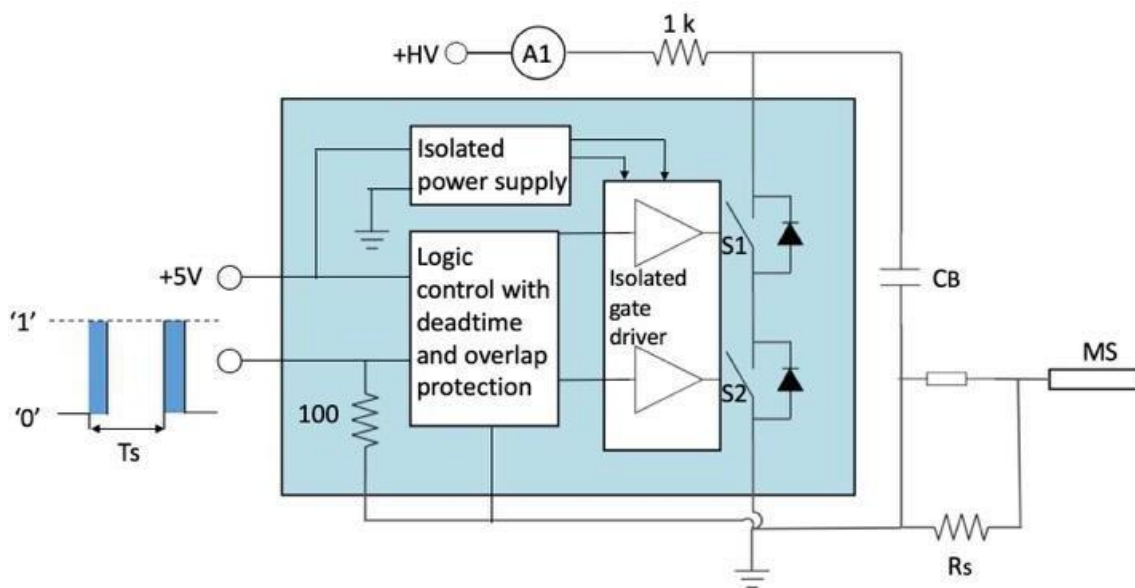 1 k
+HV
A1
Isolated
power supply
S1
Logic
control with
deadtime
and overlap
protection
Isolated
gate
driver
+5V
CB
'1'
MS
S2
100
'0'
Ts
Rs